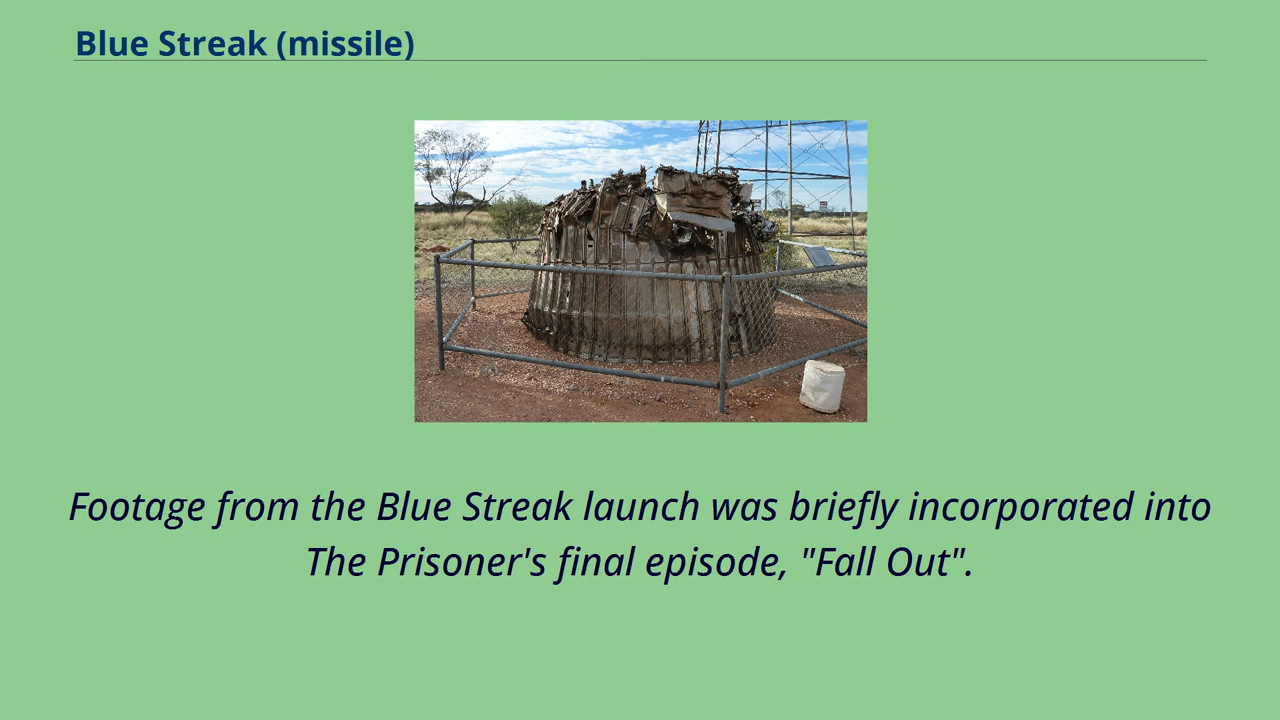 Blue Streak (missile)
Footage from the Blue Streak launch was briefly incorporated into
The Prisoner's final episode, "Fall Out".